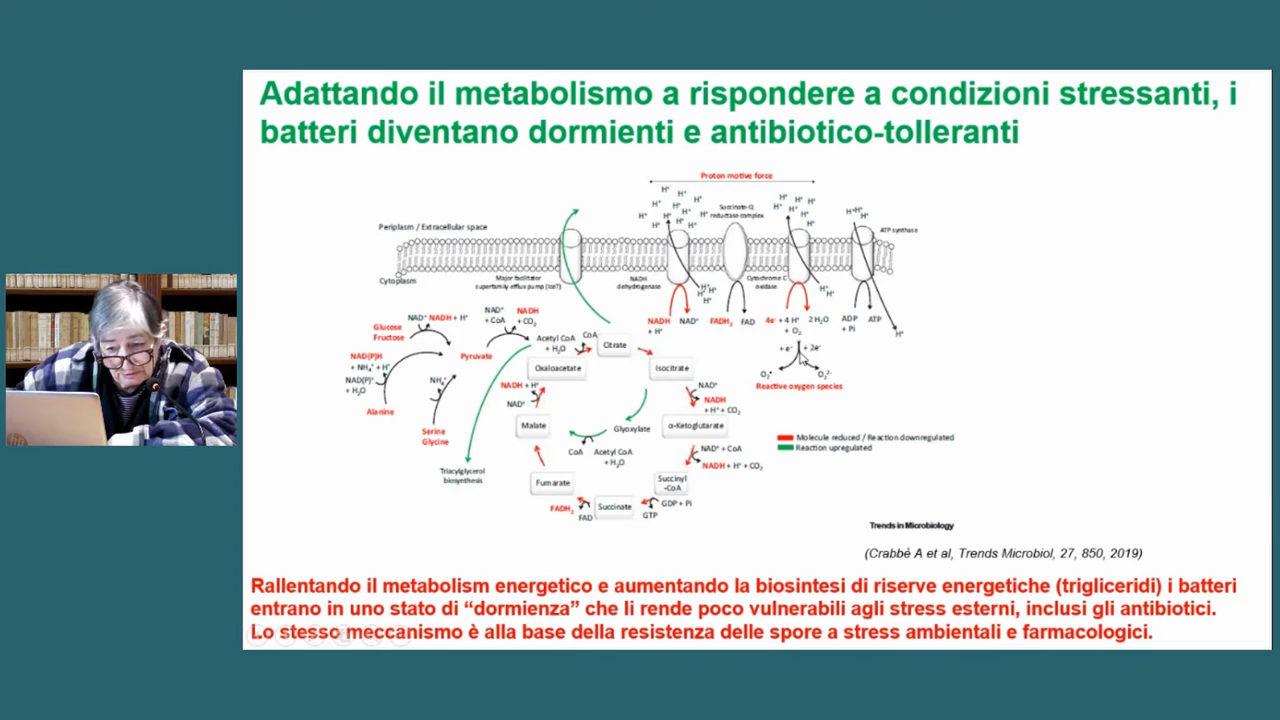 Adattando il metabolismo a rispondere a condizioni stressanti, i
batteri diventano dormienti e antibiotico-tolleranti
Proton motive force
H⁺ H⁺ H⁺ H⁺ H⁺ H⁺ H⁺ H⁺ H⁺
Succinate-Q
reductase complex
H⁺ H⁺ H⁺ H⁺ H⁺ H⁺ H⁺
H⁺H⁺
H⁺
ATP synthase
Periplasm / Extracellular space
Cytoplasm
Major facilitator
superfamily efflux pump (iceT)
NADH
dehydrogenase
H⁺
H⁺ H⁺
H⁺
Cytochrome C
oxidase
H⁺
H⁺
NADH
+ H⁺
NAD⁺
FADH₂
FAD
4e⁻ + 4 H⁺
+ O₂
2 H₂O
ADP
+ Pi
ATP
H⁺
+ e⁻
+ 2e⁻
O₂•
O₂²⁻
Reactive oxygen species
Glucose
Fructose
NAD⁺ NADH + H⁺
NAD⁺
+ CoA
NADH
+ CO₂
Pyruvate
Acetyl CoA
+ H₂O
CoA
Citrate
NAD(P)H
+ NH₄⁺ + H⁺
NAD(P)⁺
+ H₂O
Alanine
NH₄⁺
Serine
Glycine
Oxaloacetate
Isocitrate
NADH + H⁺
NAD⁺
NAD⁺
NADH
+ H⁺ + CO₂
Malate
Glyoxylate
α-Ketoglutarate
CoA
Acetyl CoA
+ H₂O
NAD⁺ + CoA
NADH + H⁺ + CO₂
Triacylglycerol
biosynthesis
Fumarate
Succinyl
-CoA
FADH₂
FAD
Succinate
GDP + Pi
GTP
Molecule reduced / Reaction downregulated
Reaction upregulated
Trends in Microbiology
(Crabbè A et al, Trends Microbiol, 27, 850, 2019)
Rallentando il metabolism energetico e aumentando la biosintesi di riserve energetiche (trigliceridi) i batteri
entrano in uno stato di “dormienza” che li rende poco vulnerabili agli stress esterni, inclusi gli antibiotici.
Lo stesso meccanismo è alla base della resistenza delle spore a stress ambientali e farmacologici.
hp